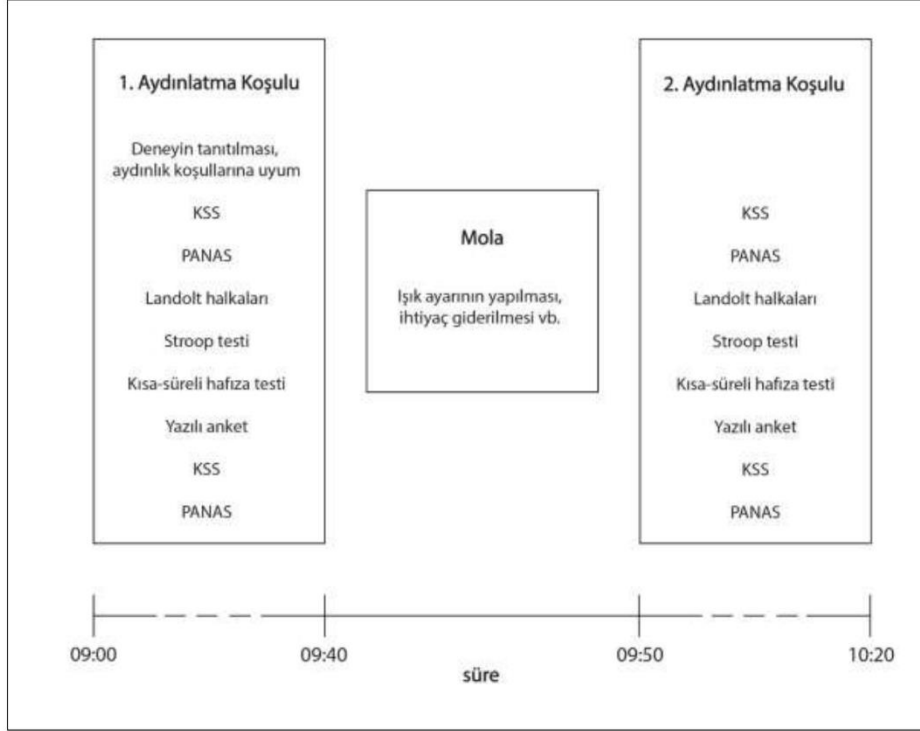 1. Aydınlatma Koşulu
Deneyin tanıtılması,
aydınlık koşullarına uyum
KSS
PANAS
Landolt halkaları
Stroop testi
Kısa-süreli hafıza testi
Yazılı anket
KSS
PANAS
Mola
Işık ayarının yapılması,
ihtiyaç giderilmesi vb.
2. Aydınlatma Koşulu
KSS
PANAS
Landolt halkaları
Stroop testi
Kısa-süreli hafıza testi
Yazılı anket
KSS
PANAS
09:00
09:40
09:50
10:20
süre